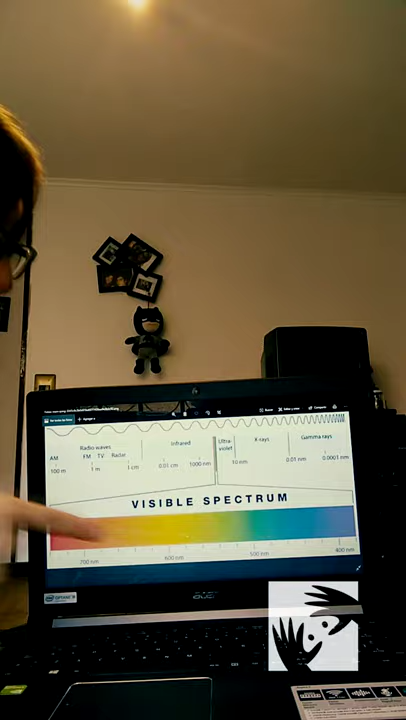 Radio waves
Infrared
Ultra-
violet
X rays
Gamma rays
AM
FM TV Radar
100 m
1 m
1 cm
0.01 cm
1000 nm
10 nm
0.01 nm
0.0001 nm
VISIBLE SPECTRUM
700 nm
600 nm
500 nm
400 nm
acer